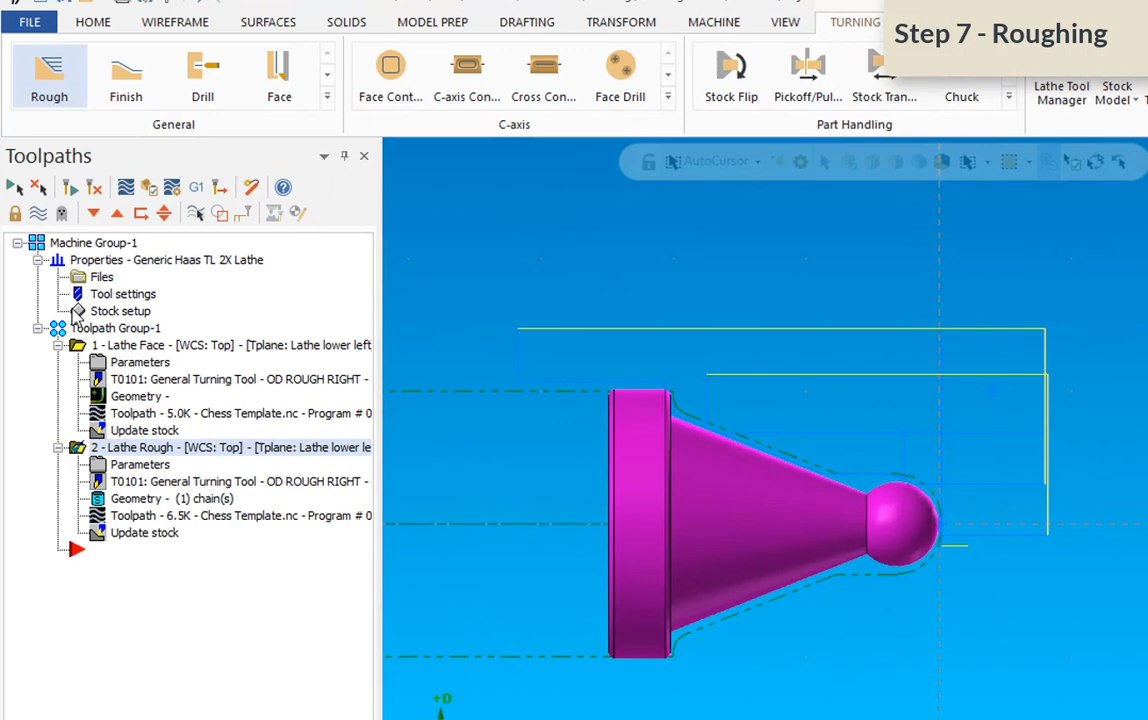 Step 7 - Roughing
FILE HOME WIREFRAME SURFACES SOLIDS MODEL PREP DRAFTING TRANSFORM MACHINE VIEW TURNING
Rough Finish Drill Face
General
Face Cont... C-axis Con... Cross Con... Face Drill
C-axis
Stock Flip Pickoff/Pul... Stock Tran... Chuck
Part Handling
Lathe Tool Manager
Stock Model
Toolpaths
G1
AutoCursor
Machine Group-1
Properties - Generic Haas TL 2X Lathe
Files
Tool settings
Stock setup
Toolpath Group-1
1 - Lathe Face - [WCS: Top] - [Tplane: Lathe lower left
Parameters
T0101: General Turning Tool - OD ROUGH RIGHT -
Geometry -
Toolpath - 5.0K - Chess Template.nc - Program # 0
Update stock
2 - Lathe Rough - [WCS: Top] - [Tplane: Lathe lower le
Parameters
T0101: General Turning Tool - OD ROUGH RIGHT -
Geometry - (1) chain(s)
Toolpath - 6.5K - Chess Template.nc - Program # 0
Update stock
+D